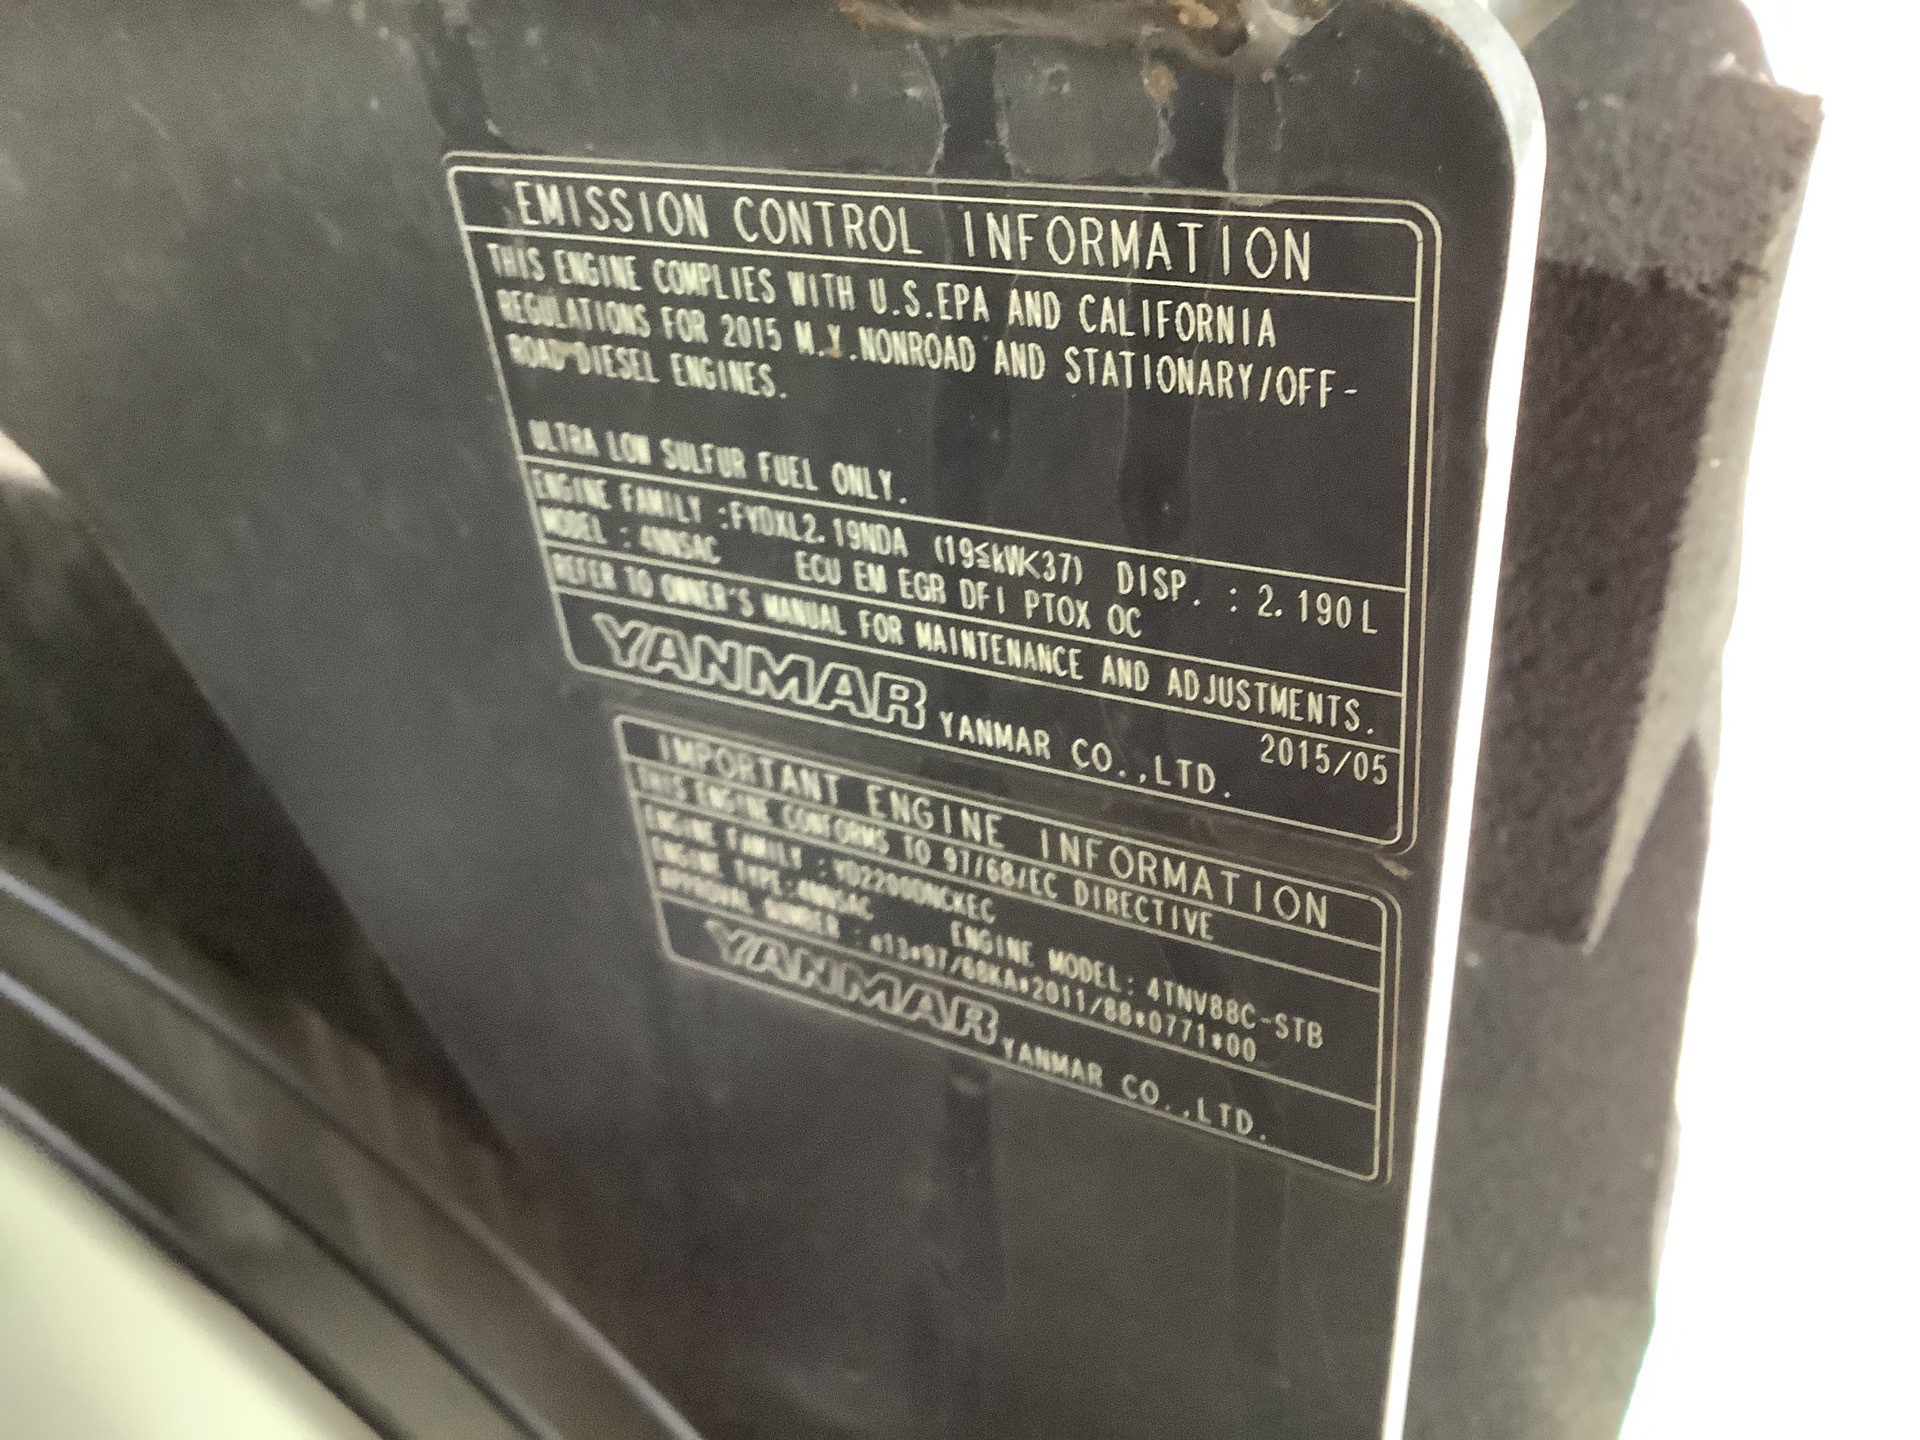 EMISSION CONTROL INFORMATION
THIS ENGINE COMPLIES WITH U.S.EPA AND CALIFORNIA
REGULATIONS FOR 2015 M.Y.NONROAD AND STATIONARY/OFF-
ROAD DIESEL ENGINES.
ULTRA LOW SULFUR FUEL ONLY.
ENGINE FAMILY :FYDXL2.19NDA (19≦kW<37) DISP. : 2.190L
MODEL : 4NNSAC ECU EM EGR DFI PTOX OC
REFER TO OWNER'S MANUAL FOR MAINTENANCE AND ADJUSTMENTS.
2015/05
YANMAR YANMAR CO.,LTD.
IMPORTANT ENGINE INFORMATION
THIS ENGINE CONFORMS TO 97/68/EC DIRECTIVE
ENGINE FAMILY :
ENGINE TYPE:4NNSAC ENGINE MODEL: 4TNV88C-STB
APPROVAL NUMBER : e13*97/68KA*2011/88*0771*00
YANMAR YANMAR CO.,LTD.